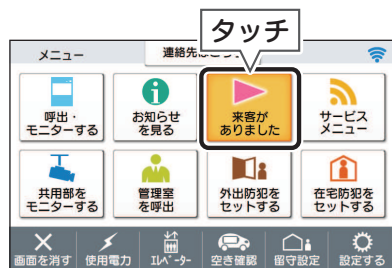 タッチ
メニュー
連絡先
呼出・
モニターする
お知らせ
を見る
来客が
ありました
サービス
メニュー
共用部を
モニターする
管理室
を呼出
外出防犯を
セットする
在宅防犯を
セットする
画面を消す
使用電力
エレベーター
空き確認
留守設定
設定する